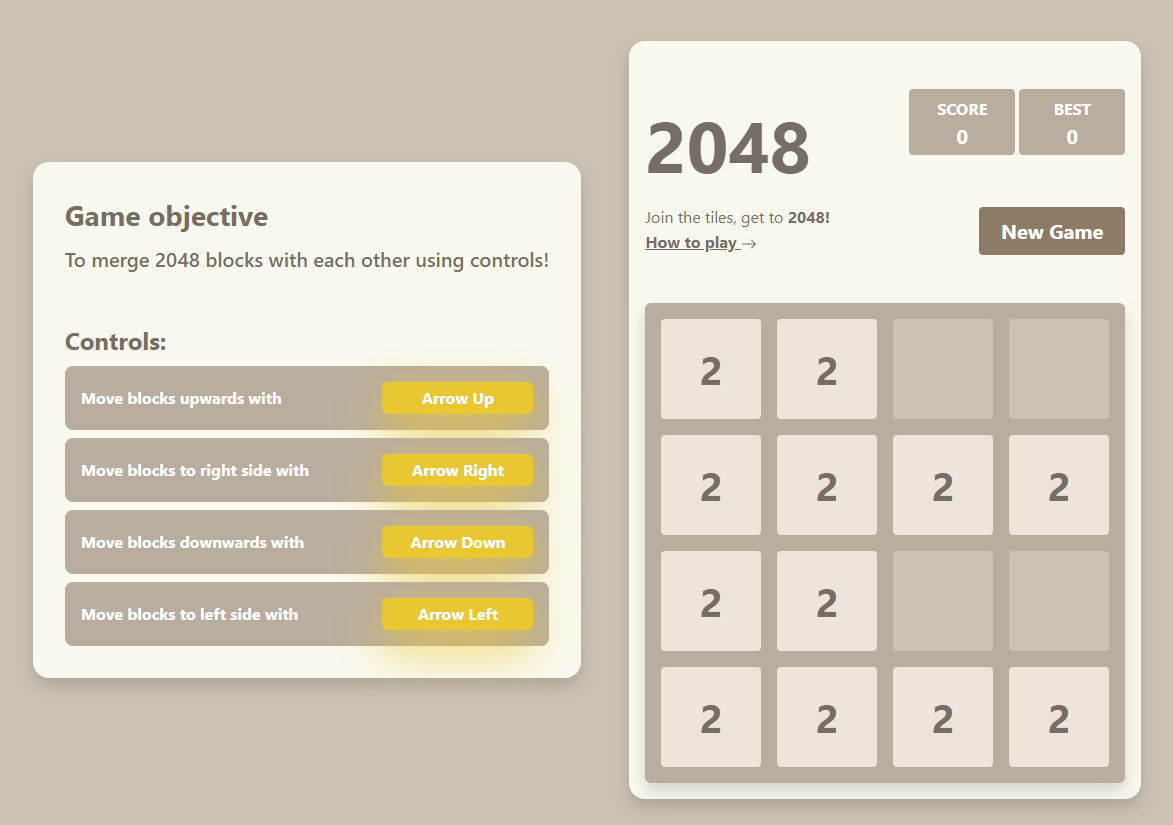 Game objective
To merge 2048 blocks with each other using controls!
Controls:
Move blocks upwards with Arrow Up
Move blocks to right side with Arrow Right
Move blocks downwards with Arrow Down
Move blocks to left side with Arrow Left
2048
SCORE BEST
0 0
Join the tiles, get to 2048!
How to play →
New Game
2 2
2 2 2 2
2 2
2 2 2 2